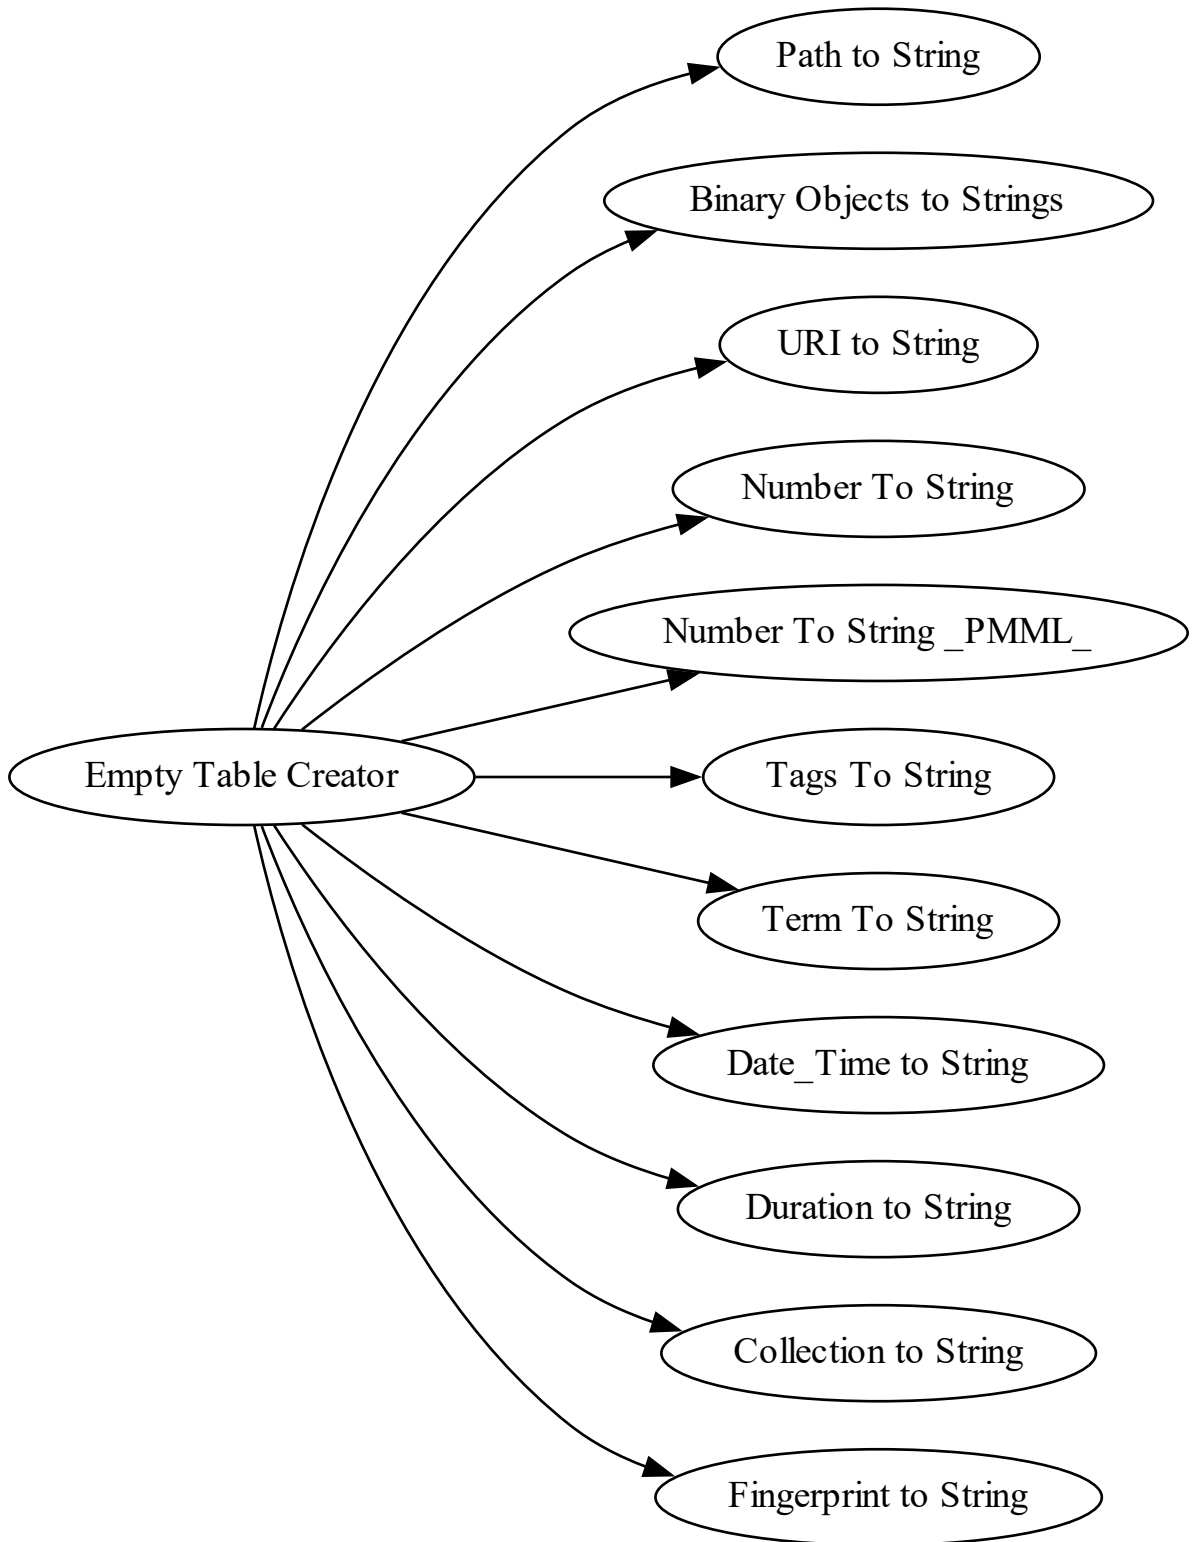 Path to String
Binary Objects to Strings
URI to String
Number To String
Number To String _PMML_
Empty Table Creator
Tags To String
Term To String
Date_Time to String
Duration to String
Collection to String
Fingerprint to String